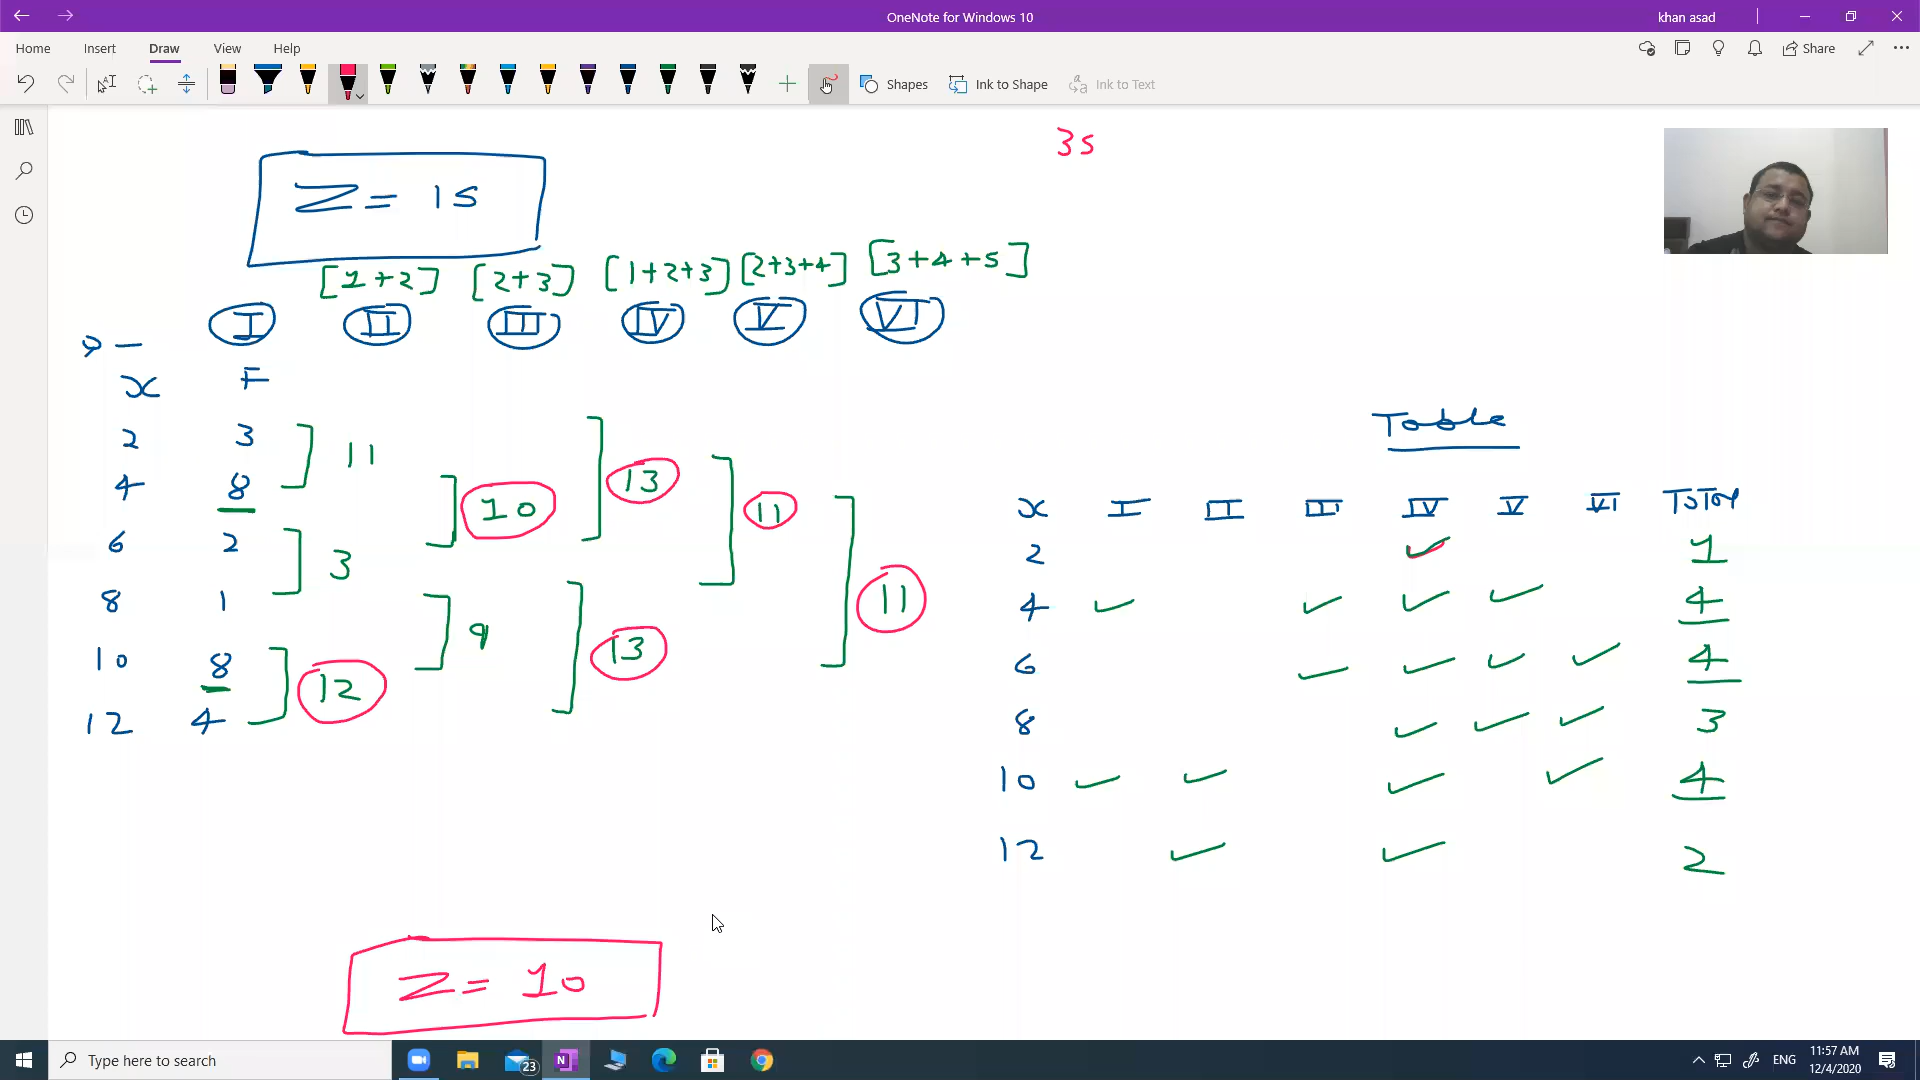 OneNote for Windows 10
khan asad
Home Insert Draw View Help
Share
Shapes Ink to Shape Ink to Text
35
Z = 15
[1+2] [2+3] [1+2+3] [2+3+4] [3+4+5]
I II III IV V VI
x F
2 3
4 8
6 2
8 1
10 8
12 4
11
3
12
10
9
13
13
11
11
Table
x I II III IV V VI Total
2 ✓ 1
4 ✓ ✓ ✓ ✓ 4
6 ✓ ✓ ✓ ✓ 4
8 ✓ ✓ ✓ 3
10 ✓ ✓ ✓ ✓ 4
12 ✓ ✓ 2
Z = 10
Type here to search
23
ENG
11:57 AM
12/4/2020